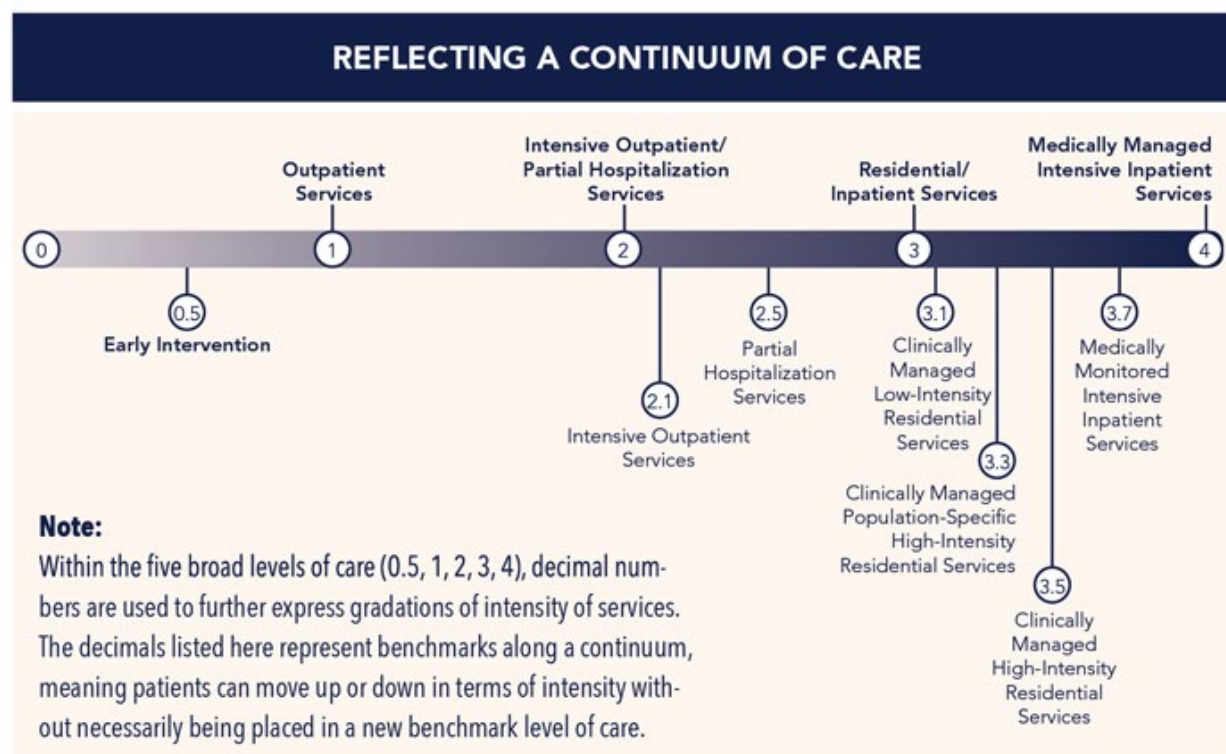 REFLECTING A CONTINUUM OF CARE
Outpatient
Services
Intensive Outpatient/
Partial Hospitalization
Services
Residential/
Inpatient Services
Medically Managed
Intensive Inpatient
Services
0
1
2
3
4
0.5
Early Intervention
2.1
Intensive Outpatient
Services
2.5
Partial
Hospitalization
Services
3.1
Clinically
Managed
Low-Intensity
Residential
Services
3.3
Clinically Managed
Population-Specific
High-Intensity
Residential Services
3.5
Clinically
Managed
High-Intensity
Residential
Services
3.7
Medically
Monitored
Intensive
Inpatient
Services
Note:
Within the five broad levels of care (0.5, 1, 2, 3, 4), decimal num-
bers are used to further express gradations of intensity of services.
The decimals listed here represent benchmarks along a continuum,
meaning patients can move up or down in terms of intensity with-
out necessarily being placed in a new benchmark level of care.